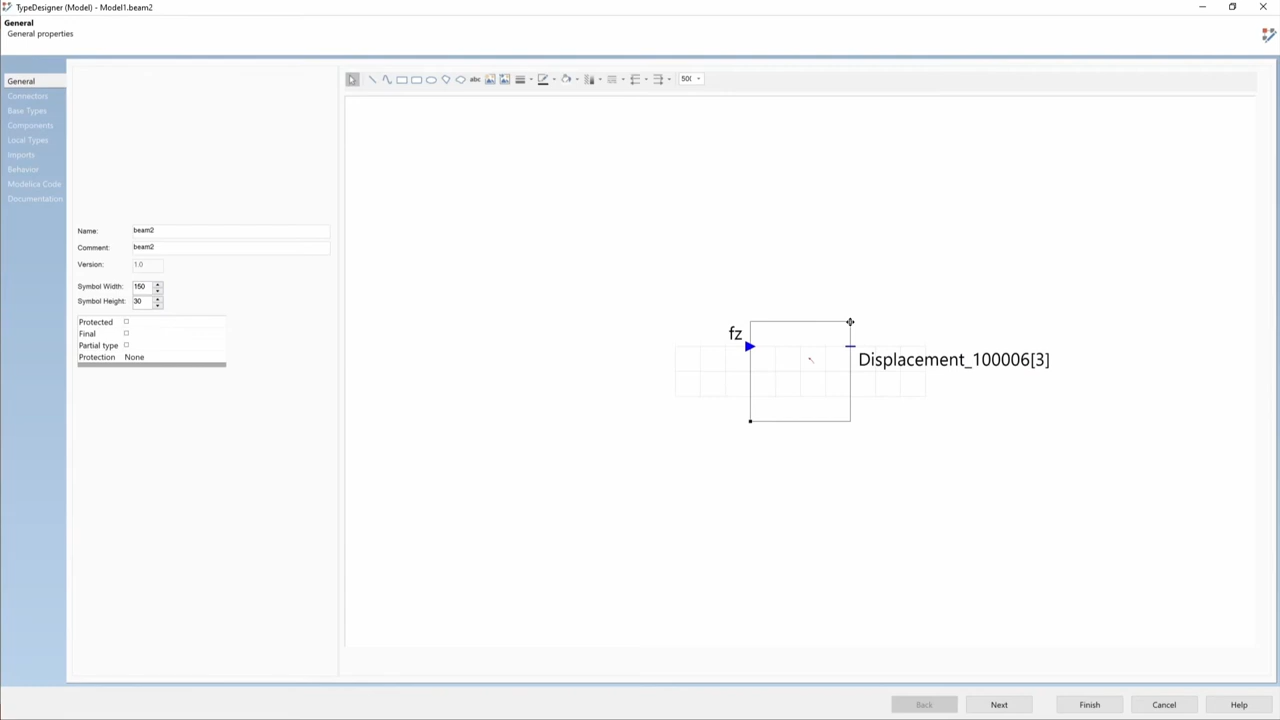 TypeDesigner (Model) - Model1.beam2
General
General properties
General
Connectors
Base Types
Components
Local Types
Imports
Behavior
Modelica Code
Documentation
abc
Name: beam2
Comment: beam2
Version: 1.0
Symbol Width: 150
Symbol Height: 30
Protected
Final
Partial type
Protection None
fz
Displacement_100006[3]
Back
Next
Finish
Cancel
Help